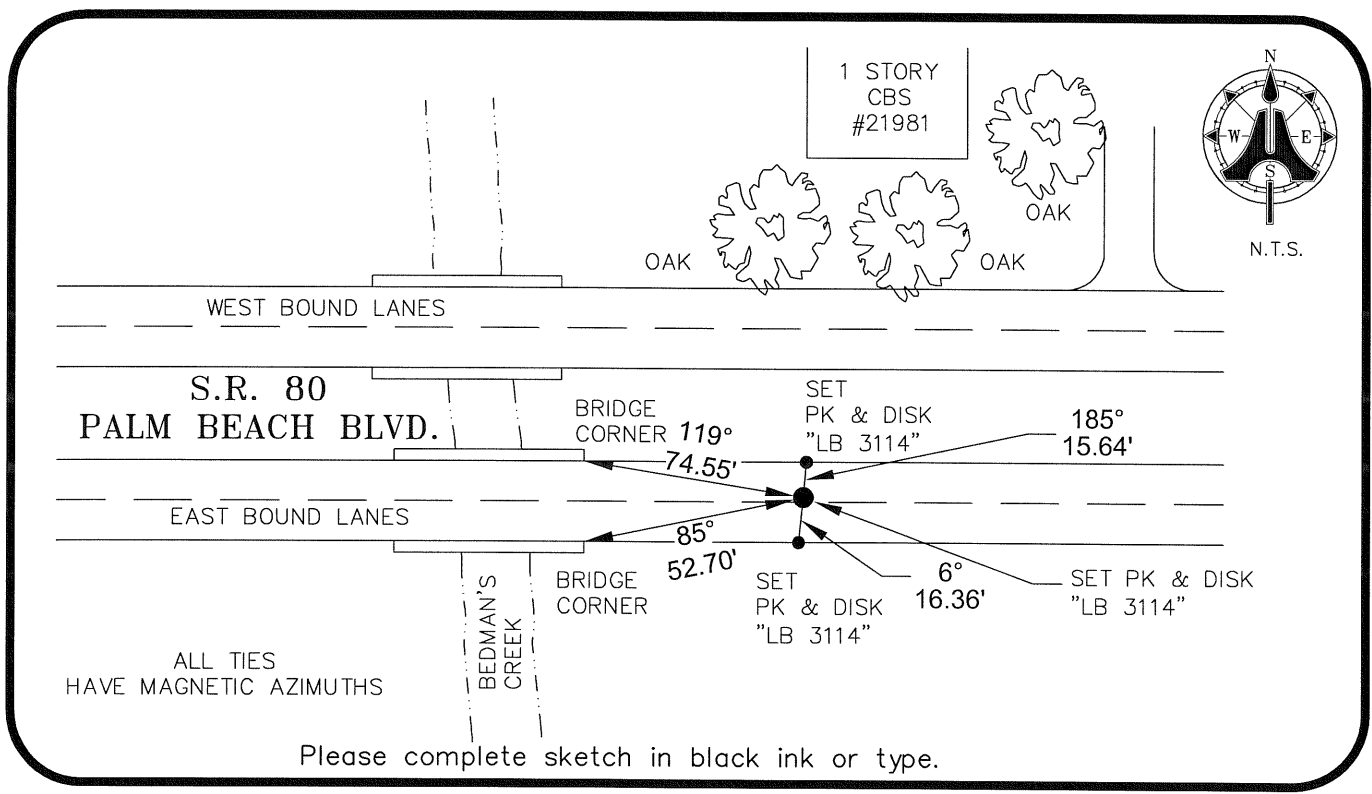 1 STORY
CBS
#21981
N
W
E
S
N.T.S.
OAK
OAK
OAK
WEST BOUND LANES
S.R. 80
PALM BEACH BLVD.
BRIDGE
CORNER
119°
74.55'
SET
PK & DISK
"LB 3114"
185°
15.64'
EAST BOUND LANES
85°
52.70'
BRIDGE
CORNER
SET
PK & DISK
"LB 3114"
6°
16.36'
SET PK & DISK
"LB 3114"
BEDMAN'S
CREEK
ALL TIES
HAVE MAGNETIC AZIMUTHS
Please complete sketch in black ink or type.